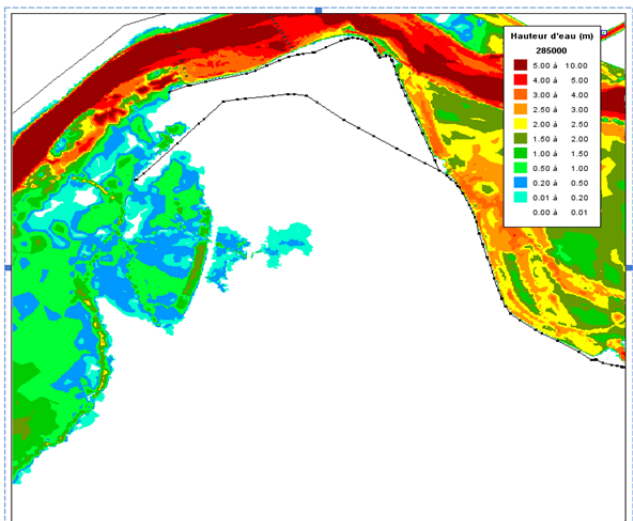 Hauteur d'eau (m)
285000
5.00 à 10.00
4.00 à 5.00
3.00 à 4.00
2.50 à 3.00
2.00 à 2.50
1.50 à 2.00
1.00 à 1.50
0.50 à 1.00
0.20 à 0.50
0.01 à 0.20
0.00 à 0.01